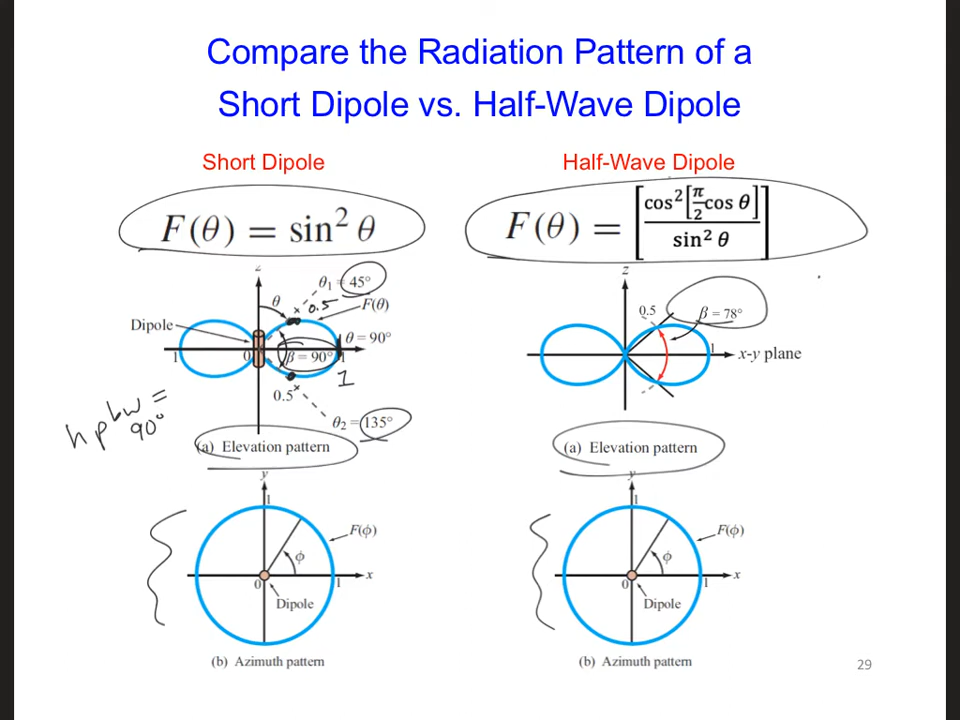 Compare the Radiation Pattern of a
Short Dipole vs. Half-Wave Dipole
Short Dipole
F(θ) = sin² θ
z
θ₁ = 45°
θ
0.5
F(θ)
Dipole
θ = 90°
1
0
β = 90°
1
1
0.5
θ₂ = 135°
hpbw =
90°
(a) Elevation pattern
y
1
F(ϕ)
ϕ
x
0
1
Dipole
(b) Azimuth pattern
Half-Wave Dipole
F(θ) = [cos²[π/2 cos θ] / sin² θ]
z
0.5
β = 78°
1
x-y plane
(a) Elevation pattern
y
1
F(ϕ)
ϕ
x
0
1
Dipole
(b) Azimuth pattern
29